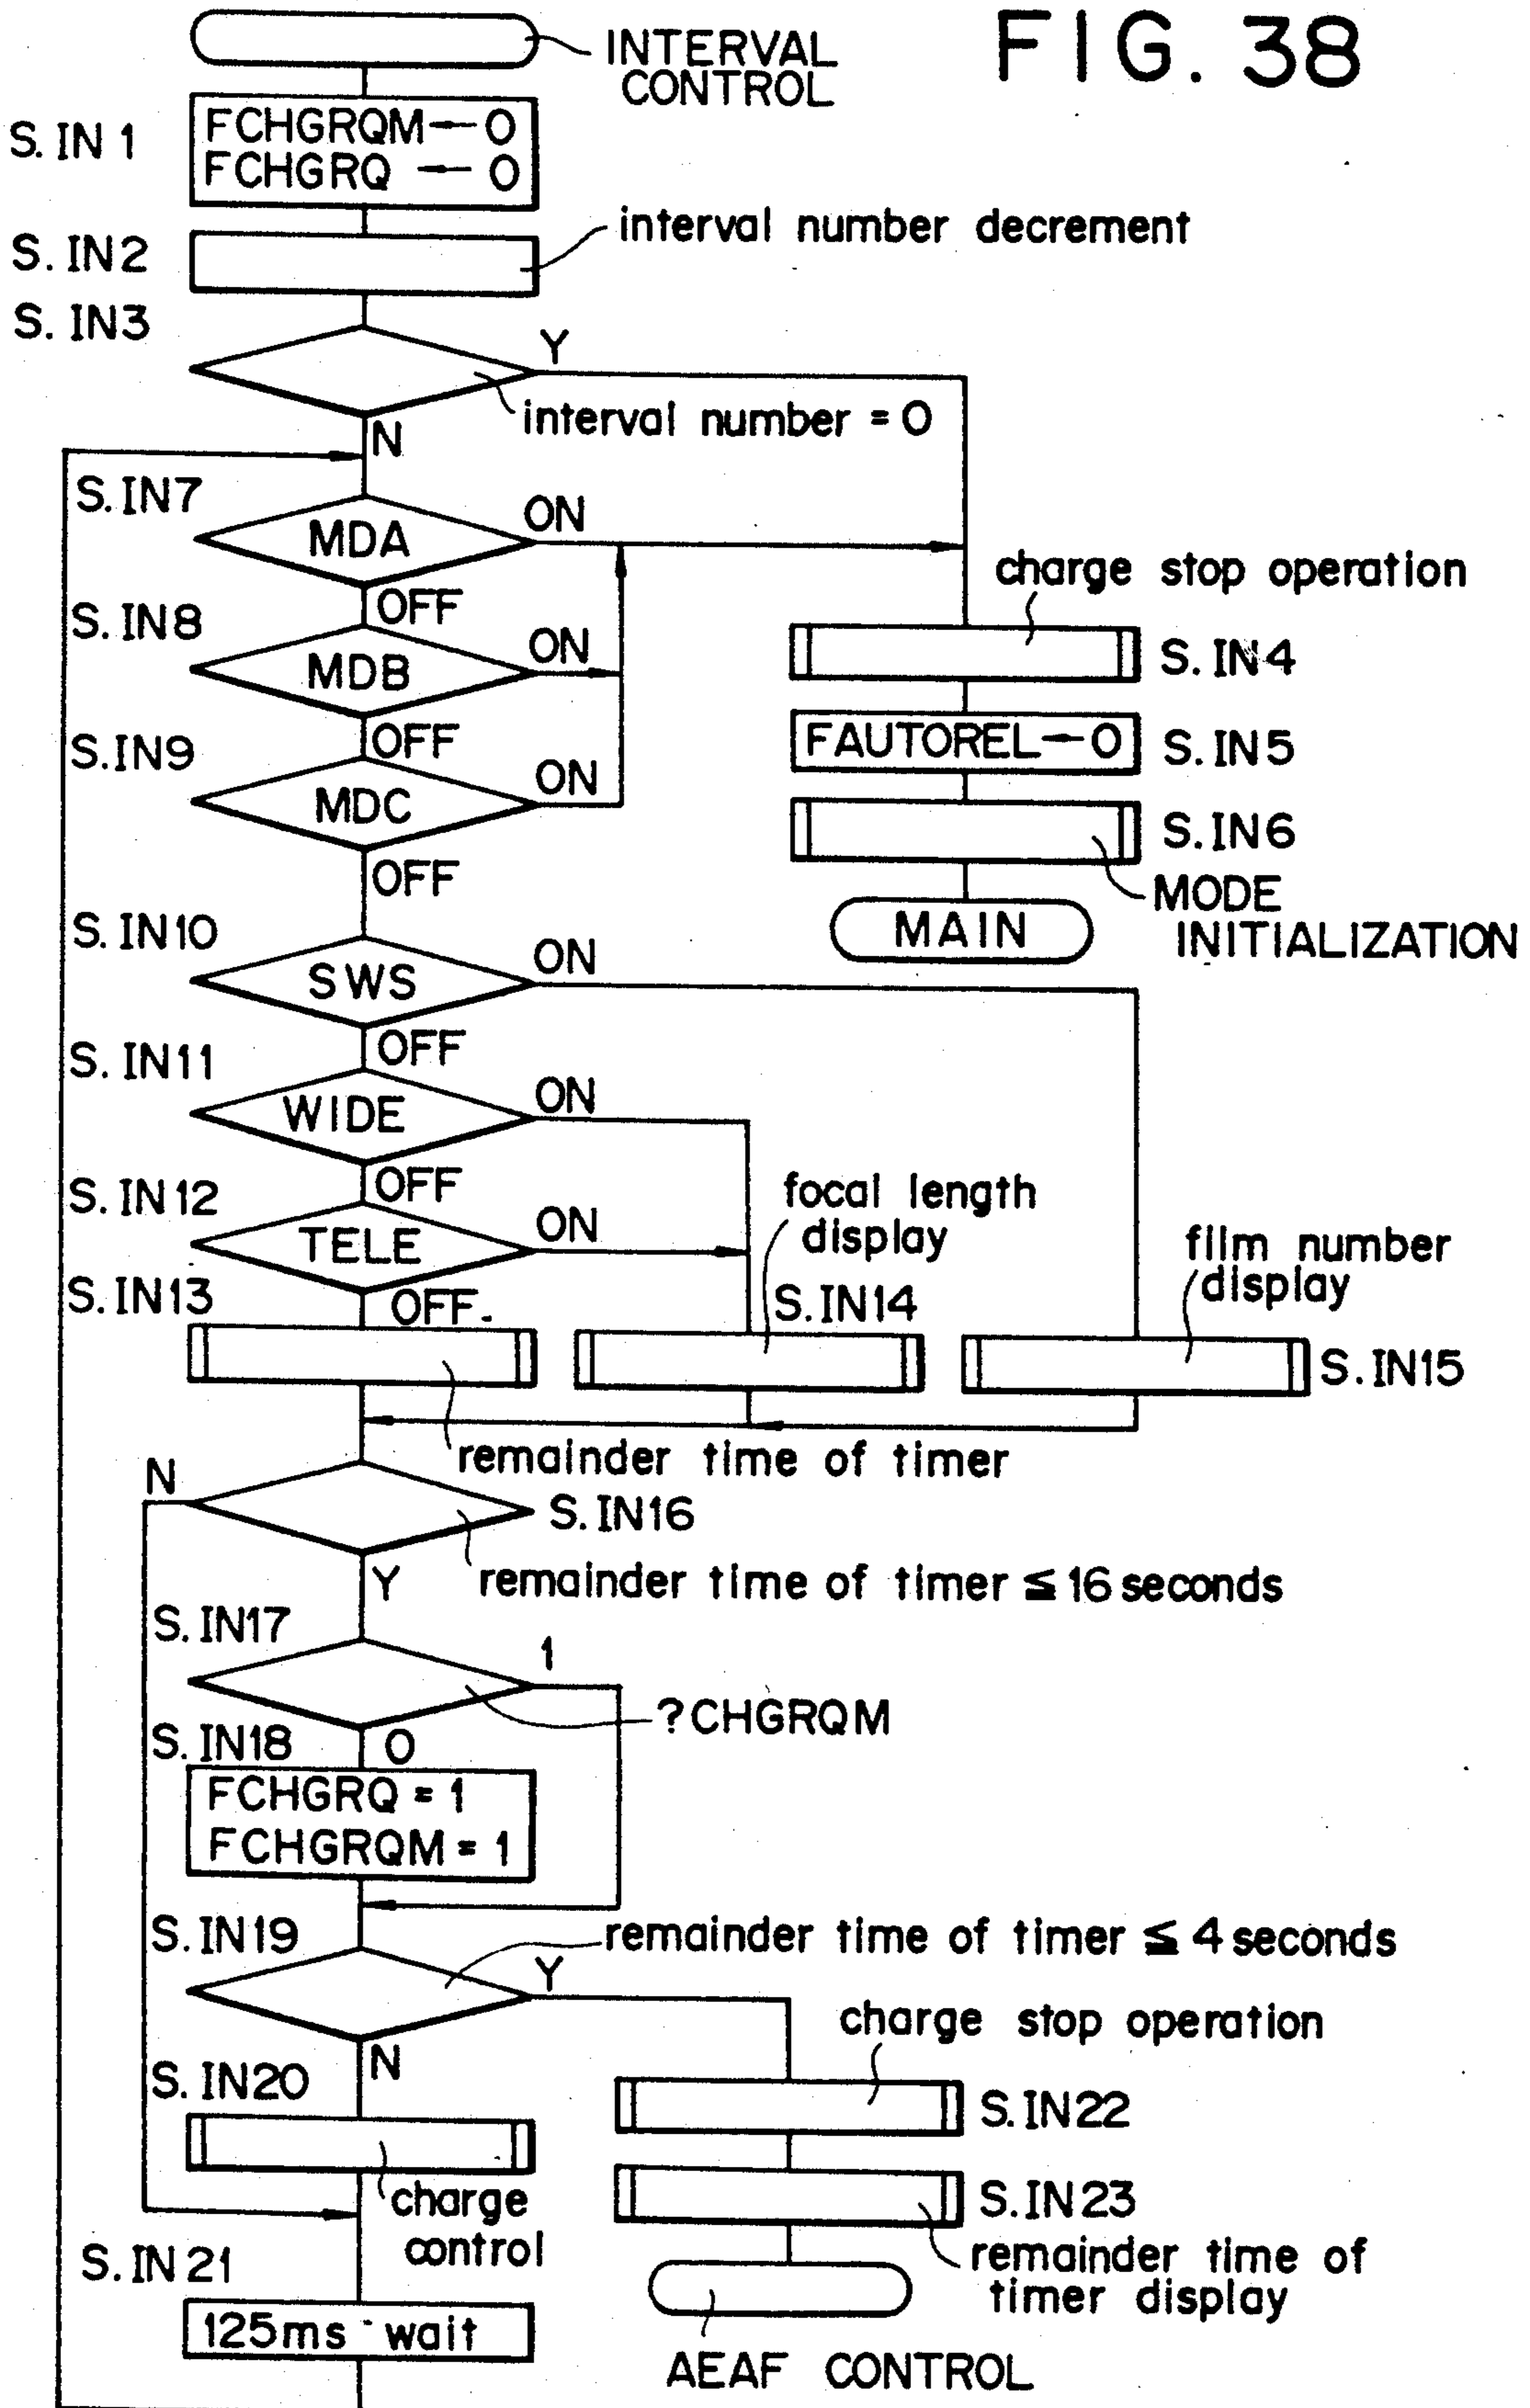 FIG. 38
INTERVAL
CONTROL
S. IN 1
FCHGRQM ← 0
FCHGRQ ← 0
S. IN2
interval number decrement
S. IN3
Y
interval number = 0
N
S. IN7
MDA
ON
OFF
charge stop operation
S. IN4
S. IN8
MDB
ON
OFF
FAUTOREL ← 0
S. IN5
S. IN9
MDC
ON
OFF
S. IN6
MODE
INITIALIZATION
MAIN
S. IN10
SWS
ON
OFF
S. IN11
WIDE
ON
OFF
S. IN12
TELE
ON
OFF
focal length
display
film number
display
S. IN13
S. IN14
S. IN15
remainder time of timer
N
S. IN16
Y
remainder time of timer ≦ 16 seconds
S. IN17
1
?CHGRQM
S. IN18
0
FCHGRQ = 1
FCHGRQM = 1
S. IN19
remainder time of timer ≦ 4 seconds
Y
N
charge stop operation
S. IN20
S. IN22
charge
control
S. IN23
remainder time of
timer display
S. IN 21
125ms wait
AEAF CONTROL